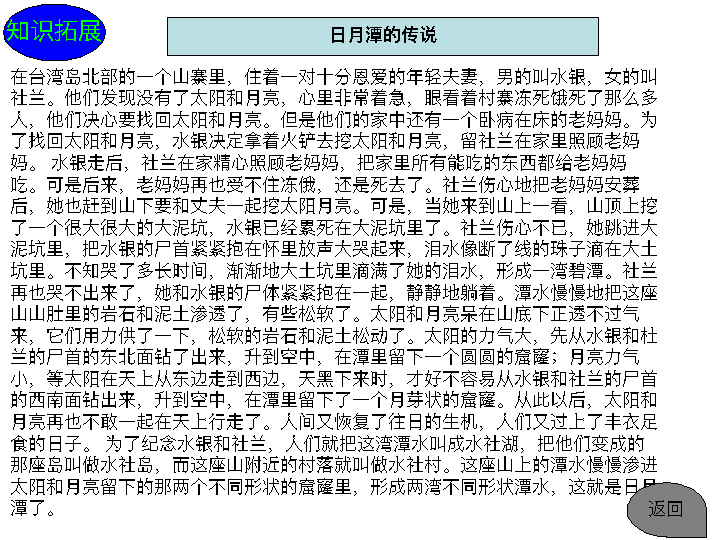 知识拓展
日月潭的传说
在台湾岛北部的一个山寨里，住着一对十分恩爱的年轻夫妻，男的叫水银，女的叫
社兰。他们发现没有了太阳和月亮，心里非常着急，眼看着村寨冻死饿死了那么多
人，他们决心要找回太阳和月亮。但是他们的家中还有一个卧病在床的老妈妈。为
了找回太阳和月亮，水银决定拿着火铲去挖太阳和月亮，留社兰在家里照顾老妈
妈。 水银走后，社兰在家精心照顾老妈妈，把家里所有能吃的东西都给老妈妈
吃。可是后来，老妈妈再也受不住冻俄，还是死去了。社兰伤心地把老妈妈安葬
后，她也赶到山下要和丈夫一起挖太阳月亮。可是，当她来到山上一看，山顶上挖
了一个很大很大的大泥坑，水银已经累死在大泥坑里了。社兰伤心不已，她跳进大
泥坑里，把水银的尸首紧紧抱在怀里放声大哭起来，泪水像断了线的珠子滴在大土
坑里。不知哭了多长时间，渐渐地大土坑里滴满了她的泪水，形成一湾碧潭。社兰
再也哭不出来了，她和水银的尸体紧紧抱在一起，静静地躺着。潭水慢慢地把这座
山山肚里的岩石和泥土渗透了，有些松软了。太阳和月亮呆在山底下正透不过气
来，它们用力供了一下，松软的岩石和泥土松动了。太阳的力气大，先从水银和杜
兰的尸首的东北面钻了出来，升到空中，在潭里留下一个圆圆的窟窿；月亮力气
小，等太阳在天上从东边走到西边，天黑下来时，才好不容易从水银和社兰的尸首
的西南面钻出来，升到空中，在潭里留下了一个月芽状的窟窿。从此以后，太阳和
月亮再也不敢一起在天上行走了。人间又恢复了往日的生机，人们又过上了丰衣足
食的日子。 为了纪念水银和社兰，人们就把这湾潭水叫成水社湖，把他们变成的
那座岛叫做水社岛，而这座山附近的村落就叫做水社村。这座山上的潭水慢慢渗进
太阳和月亮留下的那两个不同形状的窟窿里，形成两湾不同形状潭水，这就是日月
潭了。
返回